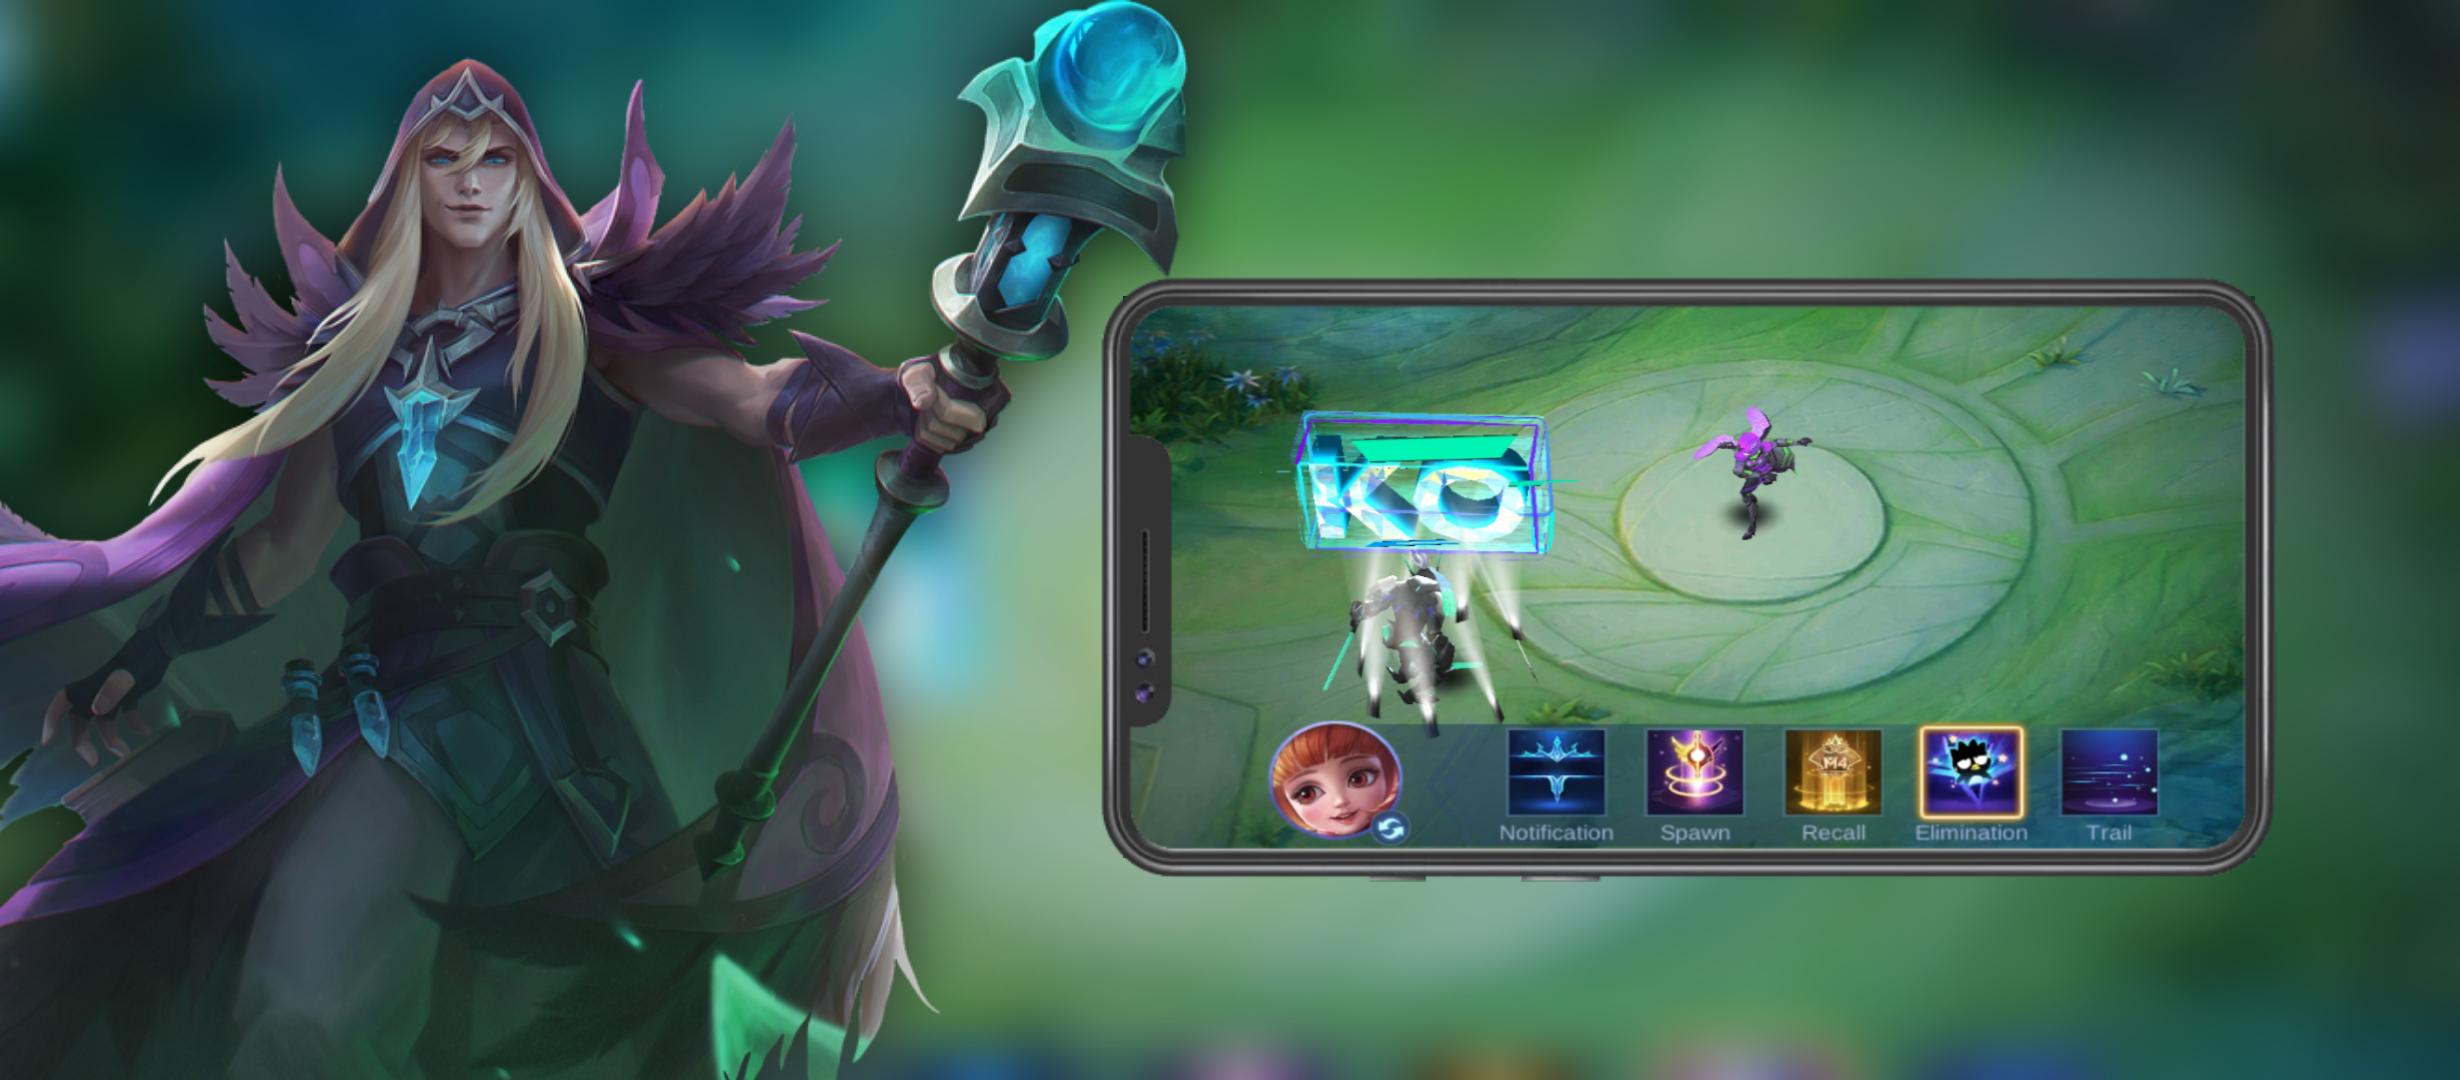 KO
M4
Notification
Spawn
Recall
Elimination
Trail